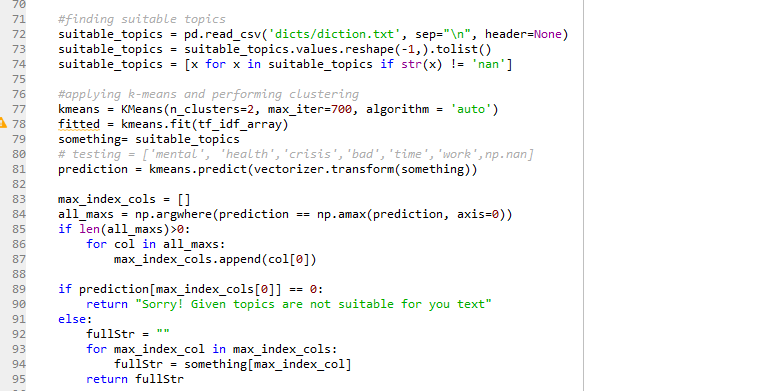 70
71 #finding suitable topics
72 suitable_topics = pd.read_csv('dicts/diction.txt', sep="\n", header=None)
73 suitable_topics = suitable_topics.values.reshape(-1,).tolist()
74 suitable_topics = [x for x in suitable_topics if str(x) != 'nan']
75
76 #applying k-means and performing clustering
77 kmeans = KMeans(n_clusters=2, max_iter=700, algorithm = 'auto')
78 fitted = kmeans.fit(tf_idf_array)
79 something= suitable_topics
80 # testing = ['mental', 'health','crisis','bad','time','work',np.nan]
81 prediction = kmeans.predict(vectorizer.transform(something))
82
83 max_index_cols = []
84 all_maxs = np.argwhere(prediction == np.amax(prediction, axis=0))
85 if len(all_maxs)>0:
86 for col in all_maxs:
87 max_index_cols.append(col[0])
88
89 if prediction[max_index_cols[0]] == 0:
90 return "Sorry! Given topics are not suitable for you text"
91 else:
92 fullStr = ""
93 for max_index_col in max_index_cols:
94 fullStr = something[max_index_col]
95 return fullStr